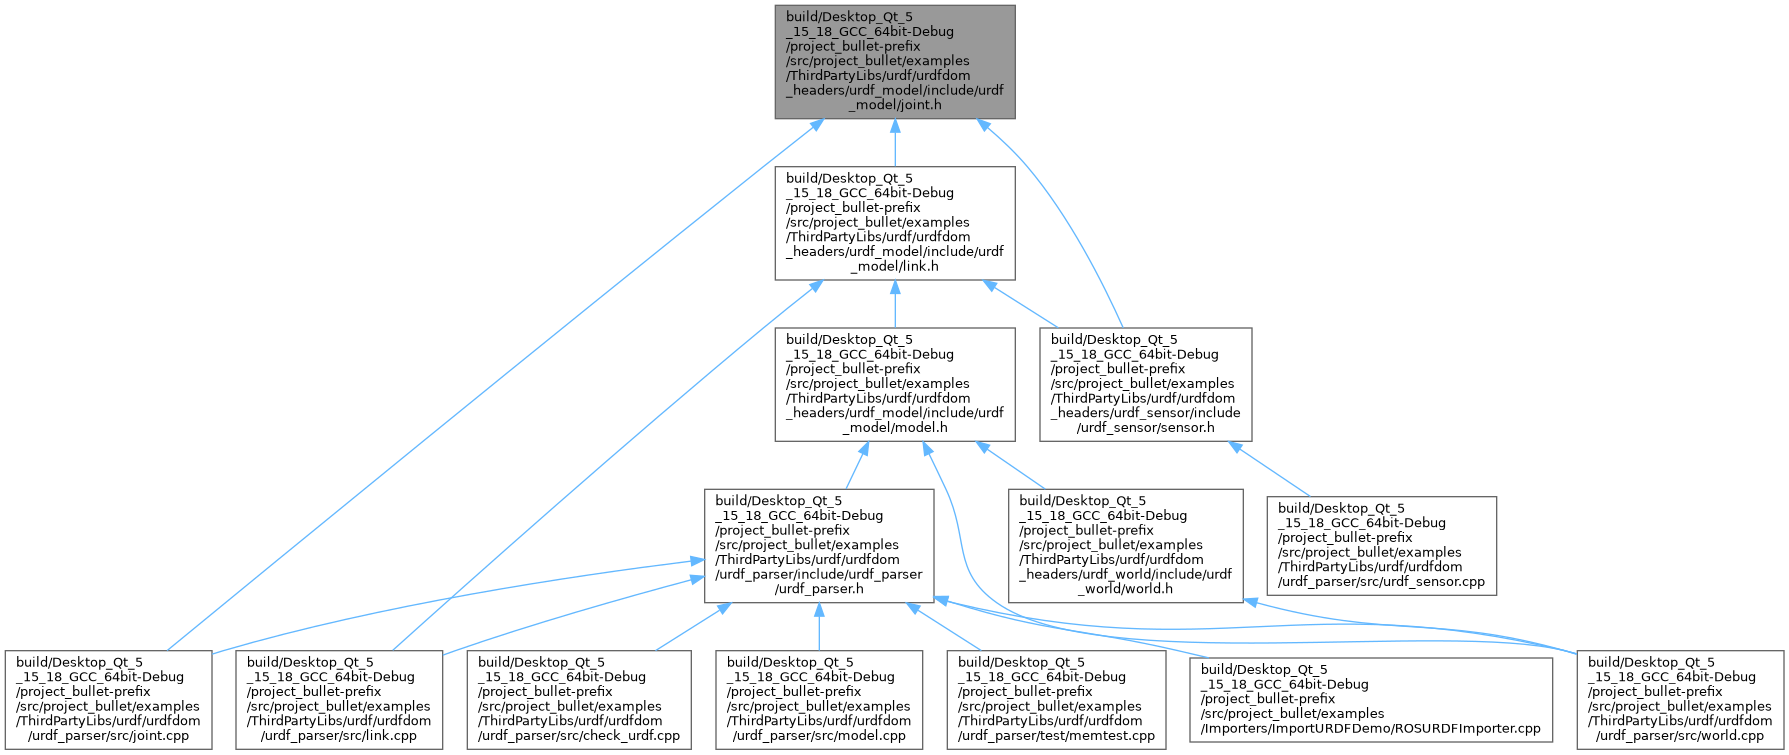 build/Desktop_Qt_5
_15_18_GCC_64bit-Debug
/project_bullet-prefix
/src/project_bullet/examples
/ThirdPartyLibs/urdf/urdfdom
_headers/urdf_model/include/urdf
_model/joint.h
build/Desktop_Qt_5
_15_18_GCC_64bit-Debug
/project_bullet-prefix
/src/project_bullet/examples
/ThirdPartyLibs/urdf/urdfdom
_headers/urdf_model/include/urdf
_model/link.h
build/Desktop_Qt_5
_15_18_GCC_64bit-Debug
/project_bullet-prefix
/src/project_bullet/examples
/ThirdPartyLibs/urdf/urdfdom
_headers/urdf_model/include/urdf
_model/model.h
build/Desktop_Qt_5
_15_18_GCC_64bit-Debug
/project_bullet-prefix
/src/project_bullet/examples
/ThirdPartyLibs/urdf/urdfdom
_headers/urdf_sensor/include
/urdf_sensor/sensor.h
build/Desktop_Qt_5
_15_18_GCC_64bit-Debug
/project_bullet-prefix
/src/project_bullet/examples
/ThirdPartyLibs/urdf/urdfdom
/urdf_parser/include/urdf_parser
/urdf_parser.h
build/Desktop_Qt_5
_15_18_GCC_64bit-Debug
/project_bullet-prefix
/src/project_bullet/examples
/ThirdPartyLibs/urdf/urdfdom
_headers/urdf_world/include/urdf
_world/world.h
build/Desktop_Qt_5
_15_18_GCC_64bit-Debug
/project_bullet-prefix
/src/project_bullet/examples
/ThirdPartyLibs/urdf/urdfdom
/urdf_parser/src/urdf_sensor.cpp
build/Desktop_Qt_5
_15_18_GCC_64bit-Debug
/project_bullet-prefix
/src/project_bullet/examples
/ThirdPartyLibs/urdf/urdfdom
/urdf_parser/src/joint.cpp
build/Desktop_Qt_5
_15_18_GCC_64bit-Debug
/project_bullet-prefix
/src/project_bullet/examples
/ThirdPartyLibs/urdf/urdfdom
/urdf_parser/src/link.cpp
build/Desktop_Qt_5
_15_18_GCC_64bit-Debug
/project_bullet-prefix
/src/project_bullet/examples
/ThirdPartyLibs/urdf/urdfdom
/urdf_parser/src/check_urdf.cpp
build/Desktop_Qt_5
_15_18_GCC_64bit-Debug
/project_bullet-prefix
/src/project_bullet/examples
/ThirdPartyLibs/urdf/urdfdom
/urdf_parser/src/model.cpp
build/Desktop_Qt_5
_15_18_GCC_64bit-Debug
/project_bullet-prefix
/src/project_bullet/examples
/ThirdPartyLibs/urdf/urdfdom
/urdf_parser/test/memtest.cpp
build/Desktop_Qt_5
_15_18_GCC_64bit-Debug
/project_bullet-prefix
/src/project_bullet/examples
/Importers/ImportURDFDemo/ROSURDFImporter.cpp
build/Desktop_Qt_5
_15_18_GCC_64bit-Debug
/project_bullet-prefix
/src/project_bullet/examples
/ThirdPartyLibs/urdf/urdfdom
/urdf_parser/src/world.cpp